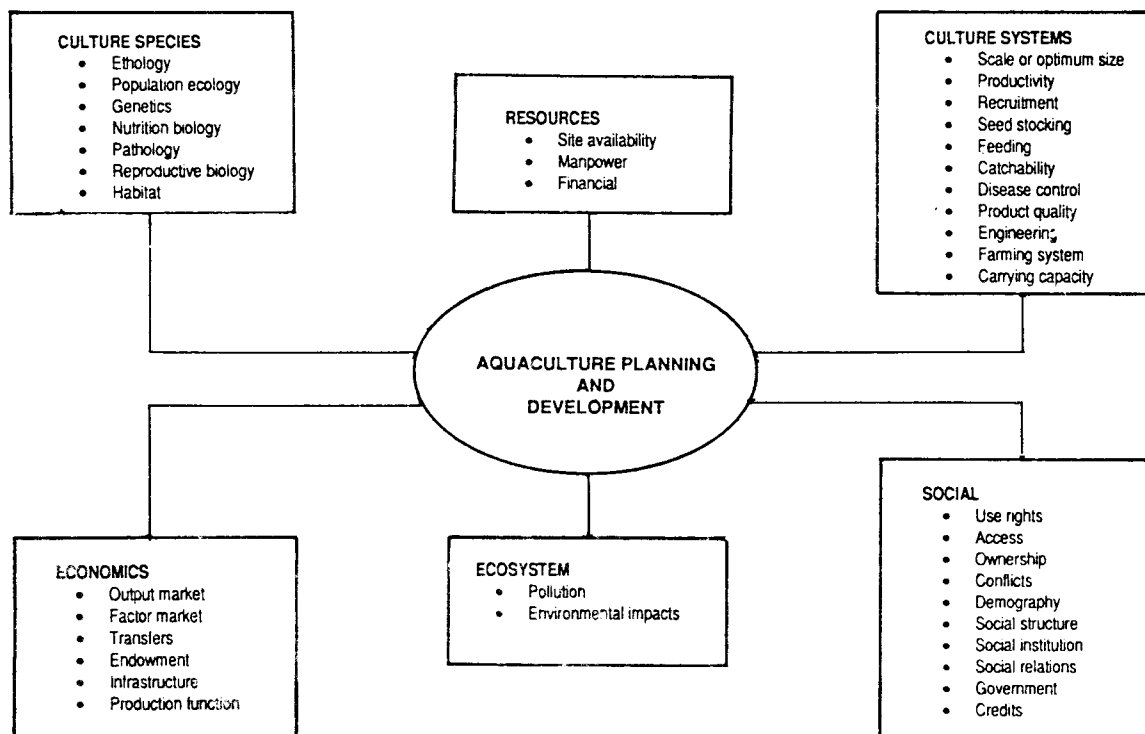 CULTURE SPECIES
• Ethology
• Population ecology
• Genetics
• Nutrition biology
• Pathology
• Reproductive biology
• Habitat
RESOURCES
• Site availability
• Manpower
• Financial
CULTURE SYSTEMS
• Scale or optimum size
• Productivity
• Recruitment
• Seed stocking
• Feeding
• Catchability
• Disease control
• Product quality
• Engineering
• Farming system
• Carrying capacity
AQUACULTURE PLANNING
AND
DEVELOPMENT
ECONOMICS
• Output market
• Factor market
• Transfers
• Endowment
• Infrastructure
• Production function
ECOSYSTEM
• Pollution
• Environmental impacts
SOCIAL
• Use rights
• Access
• Ownership
• Conflicts
• Demography
• Social structure
• Social institution
• Social relations
• Government
• Credits